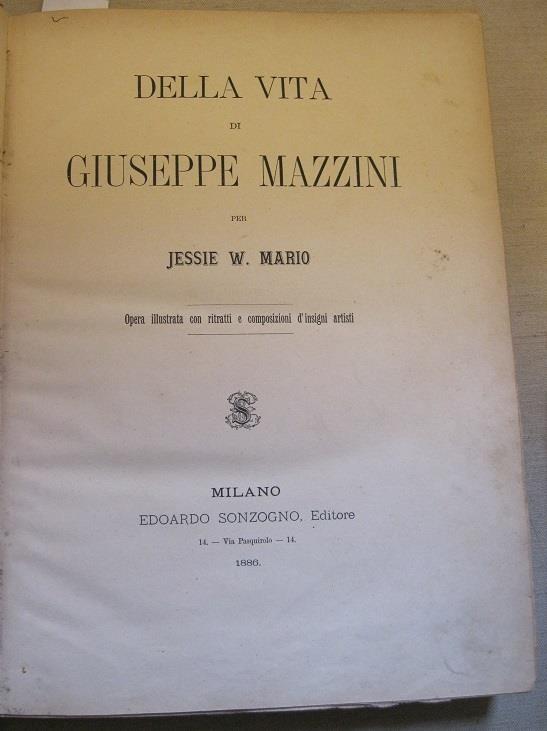 DELLA VITA
DI
GIUSEPPE MAZZINI
PER
JESSIE W. MARIO
Opera illustrata con ritratti e composizioni d'insigni artisti
MILANO
EDOARDO SONZOGNO, Editore
14. — Via Pasquirolo — 14.
1886.